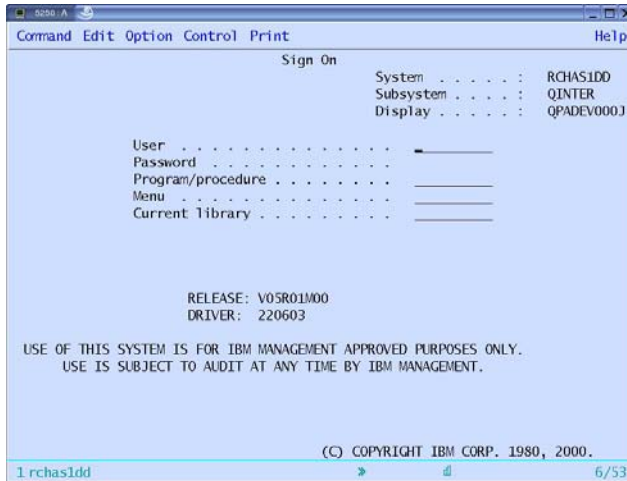 5250 A
Command Edit Option Control Print Help
Sign On
System . . . . . : RCHAS1DD
Subsystem . . . . : QINTER
Display . . . . . : QPADEV000J
User . . . . . . . . . . . . . .
Password . . . . . . . . . . . .
Program/procedure . . . . . . . .
Menu . . . . . . . . . . . . . .
Current library . . . . . . . . .
RELEASE: V05R01M00
DRIVER: 220603
USE OF THIS SYSTEM IS FOR IBM MANAGEMENT APPROVED PURPOSES ONLY.
USE IS SUBJECT TO AUDIT AT ANY TIME BY IBM MANAGEMENT.
(C) COPYRIGHT IBM CORP. 1980, 2000.
1 rchas1dd » 6/53